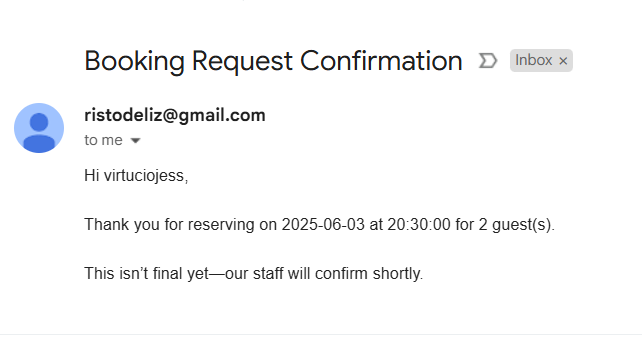 Booking Request Confirmation Inbox ×
ristodeliz@gmail.com
to me
Hi virtuciojess,
Thank you for reserving on 2025-06-03 at 20:30:00 for 2 guest(s).
This isn’t final yet—our staff will confirm shortly.